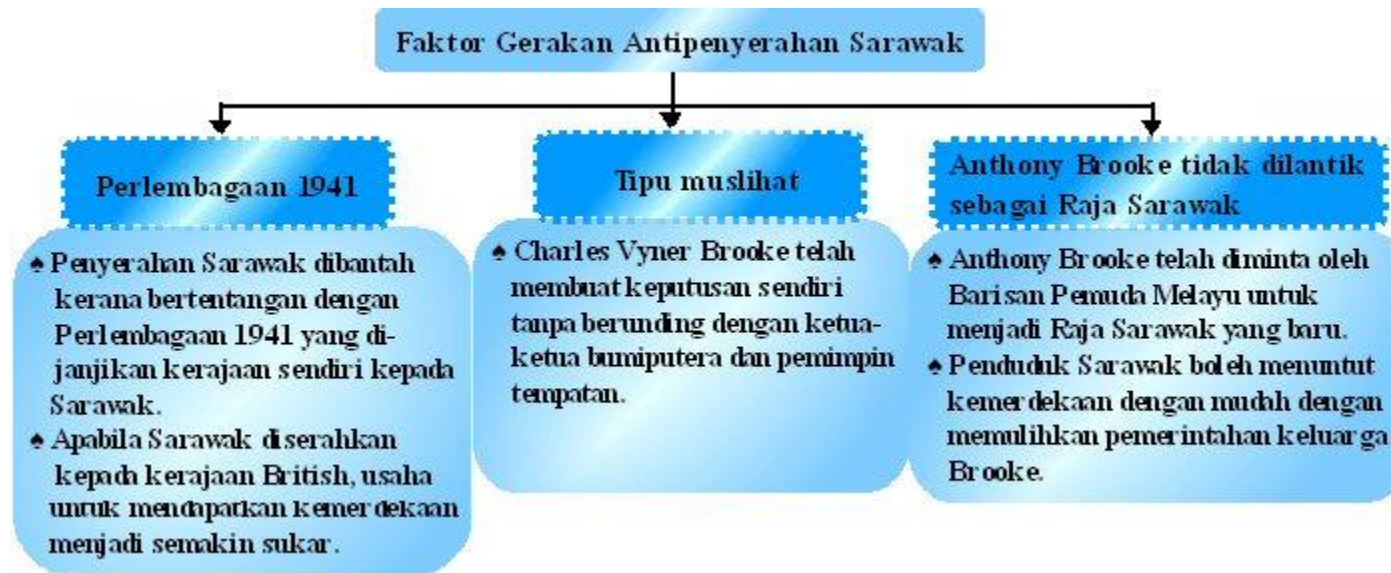 Faktor Gerakan Antipenyerahan Sarawak
Perlembagaan 1941
♠ Penyerahan Sarawak dibantah
kerana bertentangan dengan
Perlembagaan 1941 yang di-
janjikan kerajaan sendiri kepada
Sarawak.
♠ Apabila Sarawak diserahkan
kepada kerajaan British, usaha
untuk mendapatkan kemerdekaan
menjadi semakin sukar.
Tipu muslihat
♠ Charles Vyner Brooke telah
membuat keputusan sendiri
tanpa berunding dengan ketua-
ketua bumiputera dan pemimpin
tempatan.
Anthony Brooke tidak dilantik
sebagai Raja Sarawak
♠ Anthony Brooke telah diminta oleh
Barisan Pemuda Melayu untuk
menjadi Raja Sarawak yang baru.
♠ Penduduk Sarawak boleh menuntut
kemerdekaan dengan mudah dengan
memulihkan pemerintahan keluarga
Brooke.